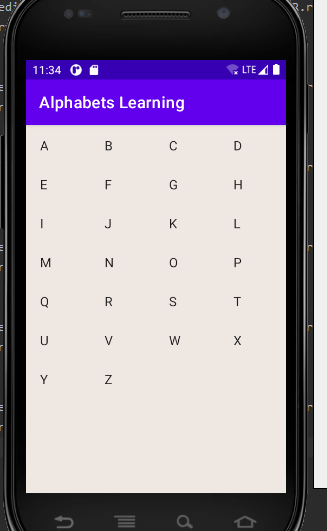 11:34 LTE
Alphabets Learning
A B C D
E F G H
I J K L
M N O P
Q R S T
U V W X
Y Z